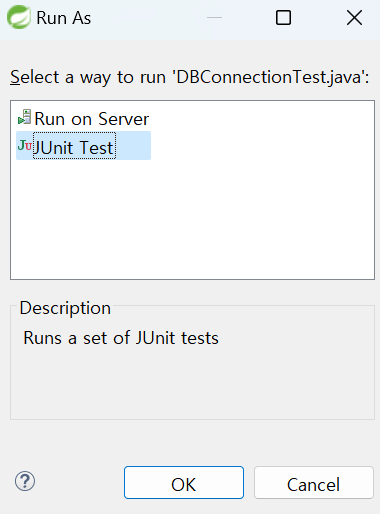 Run As
Select a way to run 'DBConnectionTest.java':
Run on Server
JU JUnit Test
Description
Runs a set of JUnit tests
?
OK
Cancel